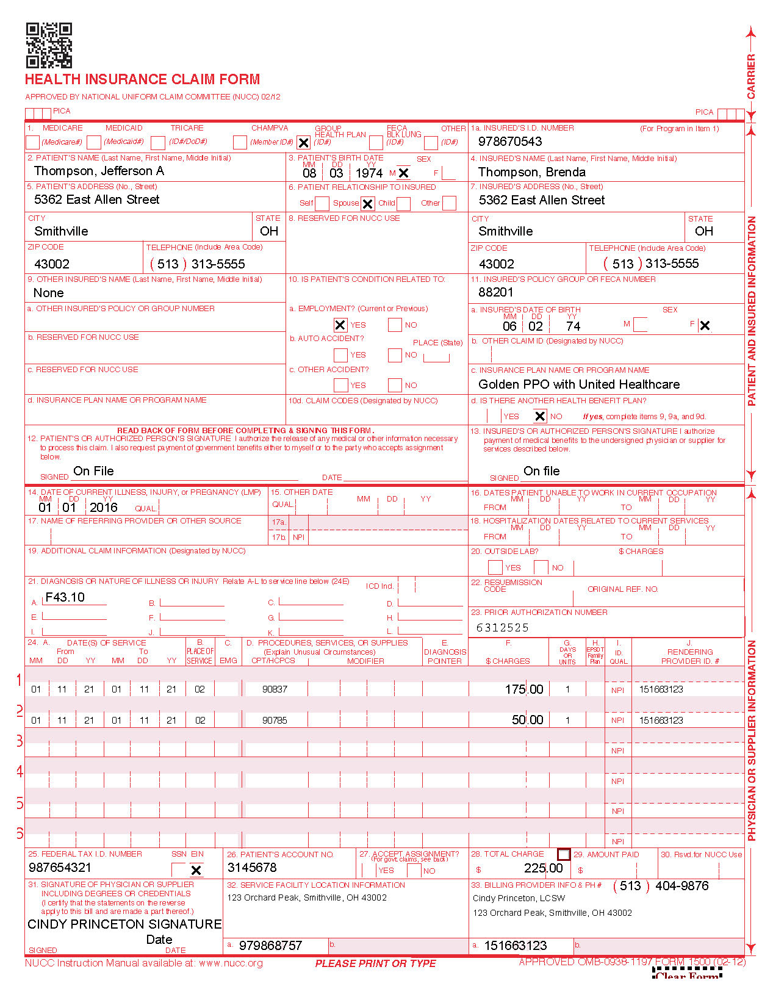 HEALTH INSURANCE CLAIM FORM
APPROVED BY NATIONAL UNIFORM CLAIM COMMITTEE (NUCC) 02/12
PICA PICA
CARRIER
1. MEDICARE MEDICAID TRICARE CHAMPVA GROUP HEALTH PLAN FECA BLK LUNG OTHER 1a. INSURED'S I.D. NUMBER (For Program in Item 1)
(Medicare#) (Medicaid#) (ID#/DoD#) (Member ID#) X (ID#) (ID#) (ID#) 978670543
2. PATIENT'S NAME (Last Name, First Name, Middle Initial) 3. PATIENT'S BIRTH DATE SEX 4. INSURED'S NAME (Last Name, First Name, Middle Initial)
MM DD YY
Thompson, Jefferson A 08 03 1974 M X F Thompson, Brenda
5. PATIENT'S ADDRESS (No., Street) 6. PATIENT RELATIONSHIP TO INSURED 7. INSURED'S ADDRESS (No., Street)
5362 East Allen Street Self Spouse X Child Other 5362 East Allen Street
CITY STATE 8. RESERVED FOR NUCC USE CITY STATE
Smithville OH Smithville OH
ZIP CODE TELEPHONE (Include Area Code) ZIP CODE TELEPHONE (Include Area Code)
43002 (513) 313-5555 43002 (513) 313-5555
9. OTHER INSURED'S NAME (Last Name, First Name, Middle Initial) 10. IS PATIENT'S CONDITION RELATED TO: 11. INSURED'S POLICY GROUP OR FECA NUMBER
None 88201
a. OTHER INSURED'S POLICY OR GROUP NUMBER a. EMPLOYMENT? (Current or Previous) a. INSURED'S DATE OF BIRTH SEX
MM DD YY
X YES NO 06 02 74 M F X
b. RESERVED FOR NUCC USE b. AUTO ACCIDENT? PLACE (State) b. OTHER CLAIM ID (Designated by NUCC)
YES NO
c. RESERVED FOR NUCC USE c. OTHER ACCIDENT? c. INSURANCE PLAN NAME OR PROGRAM NAME
YES NO Golden PPO with United Healthcare
d. INSURANCE PLAN NAME OR PROGRAM NAME 10d. CLAIM CODES (Designated by NUCC) d. IS THERE ANOTHER HEALTH BENEFIT PLAN?
YES X NO If yes, complete items 9, 9a, and 9d.
PATIENT AND INSURED INFORMATION
READ BACK OF FORM BEFORE COMPLETING & SIGNING THIS FORM.
12. PATIENT'S OR AUTHORIZED PERSON'S SIGNATURE I authorize the release of any medical or other information necessary
to process this claim. I also request payment of government benefits either to myself or to the party who accepts assignment
below.
SIGNED On File DATE
13. INSURED'S OR AUTHORIZED PERSON'S SIGNATURE I authorize
payment of medical benefits to the undersigned physician or supplier for
services described below.
SIGNED On file
14. DATE OF CURRENT ILLNESS, INJURY, or PREGNANCY (LMP) 15. OTHER DATE 16. DATES PATIENT UNABLE TO WORK IN CURRENT OCCUPATION
MM DD YY MM DD YY MM DD YY MM DD YY
01 01 2016 QUAL. QUAL. FROM TO
17. NAME OF REFERRING PROVIDER OR OTHER SOURCE 17a. 18. HOSPITALIZATION DATES RELATED TO CURRENT SERVICES
MM DD YY MM DD YY
17b. NPI FROM TO
19. ADDITIONAL CLAIM INFORMATION (Designated by NUCC) 20. OUTSIDE LAB? $ CHARGES
YES NO
21. DIAGNOSIS OR NATURE OF ILLNESS OR INJURY Relate A-L to service line below (24E) ICD Ind. 22. RESUBMISSION CODE ORIGINAL REF. NO.
A. F43.10 B. C. D.
E. F. G. H. 23. PRIOR AUTHORIZATION NUMBER
I. J. K. L. 6312525
24. A. DATE(S) OF SERVICE B. C. D. PROCEDURES, SERVICES, OR SUPPLIES E. F. G. H. I. J.
From To PLACE OF (Explain Unusual Circumstances) DIAGNOSIS DAYS OR UNITS EPSDT Family Plan ID. RENDERING
MM DD YY MM DD YY SERVICE EMG CPT/HCPCS MODIFIER POINTER $ CHARGES QUAL. PROVIDER ID. #
1
01 11 21 01 11 21 02 90837 175.00 1 NPI 151663123
2
01 11 21 01 11 21 02 90785 50.00 1 NPI 151663123
3
NPI
4
NPI
5
NPI
6
NPI
PHYSICIAN OR SUPPLIER INFORMATION
25. FEDERAL TAX I.D. NUMBER SSN EIN 26. PATIENT'S ACCOUNT NO. 27. ACCEPT ASSIGNMENT? 28. TOTAL CHARGE 29. AMOUNT PAID 30. Rsvd.for NUCC Use
(For govt. claims, see back)
987654321 X 3145678 YES NO $ 225.00 $
31. SIGNATURE OF PHYSICIAN OR SUPPLIER
INCLUDING DEGREES OR CREDENTIALS
(I certify that the statements on the reverse
apply to this bill and are made a part thereof.)
CINDY PRINCETON SIGNATURE
Date
SIGNED DATE
32. SERVICE FACILITY LOCATION INFORMATION
123 Orchard Peak, Smithville, OH 43002
a. 979868757 b.
33. BILLING PROVIDER INFO & PH # (513) 404-9876
Cindy Princeton, LCSW
123 Orchard Peak, Smithville, OH 43002
a. 151663123 b.
NUCC Instruction Manual available at: www.nucc.org PLEASE PRINT OR TYPE APPROVED OMB-0938-1197 FORM 1500 (02-12)
Clear Form